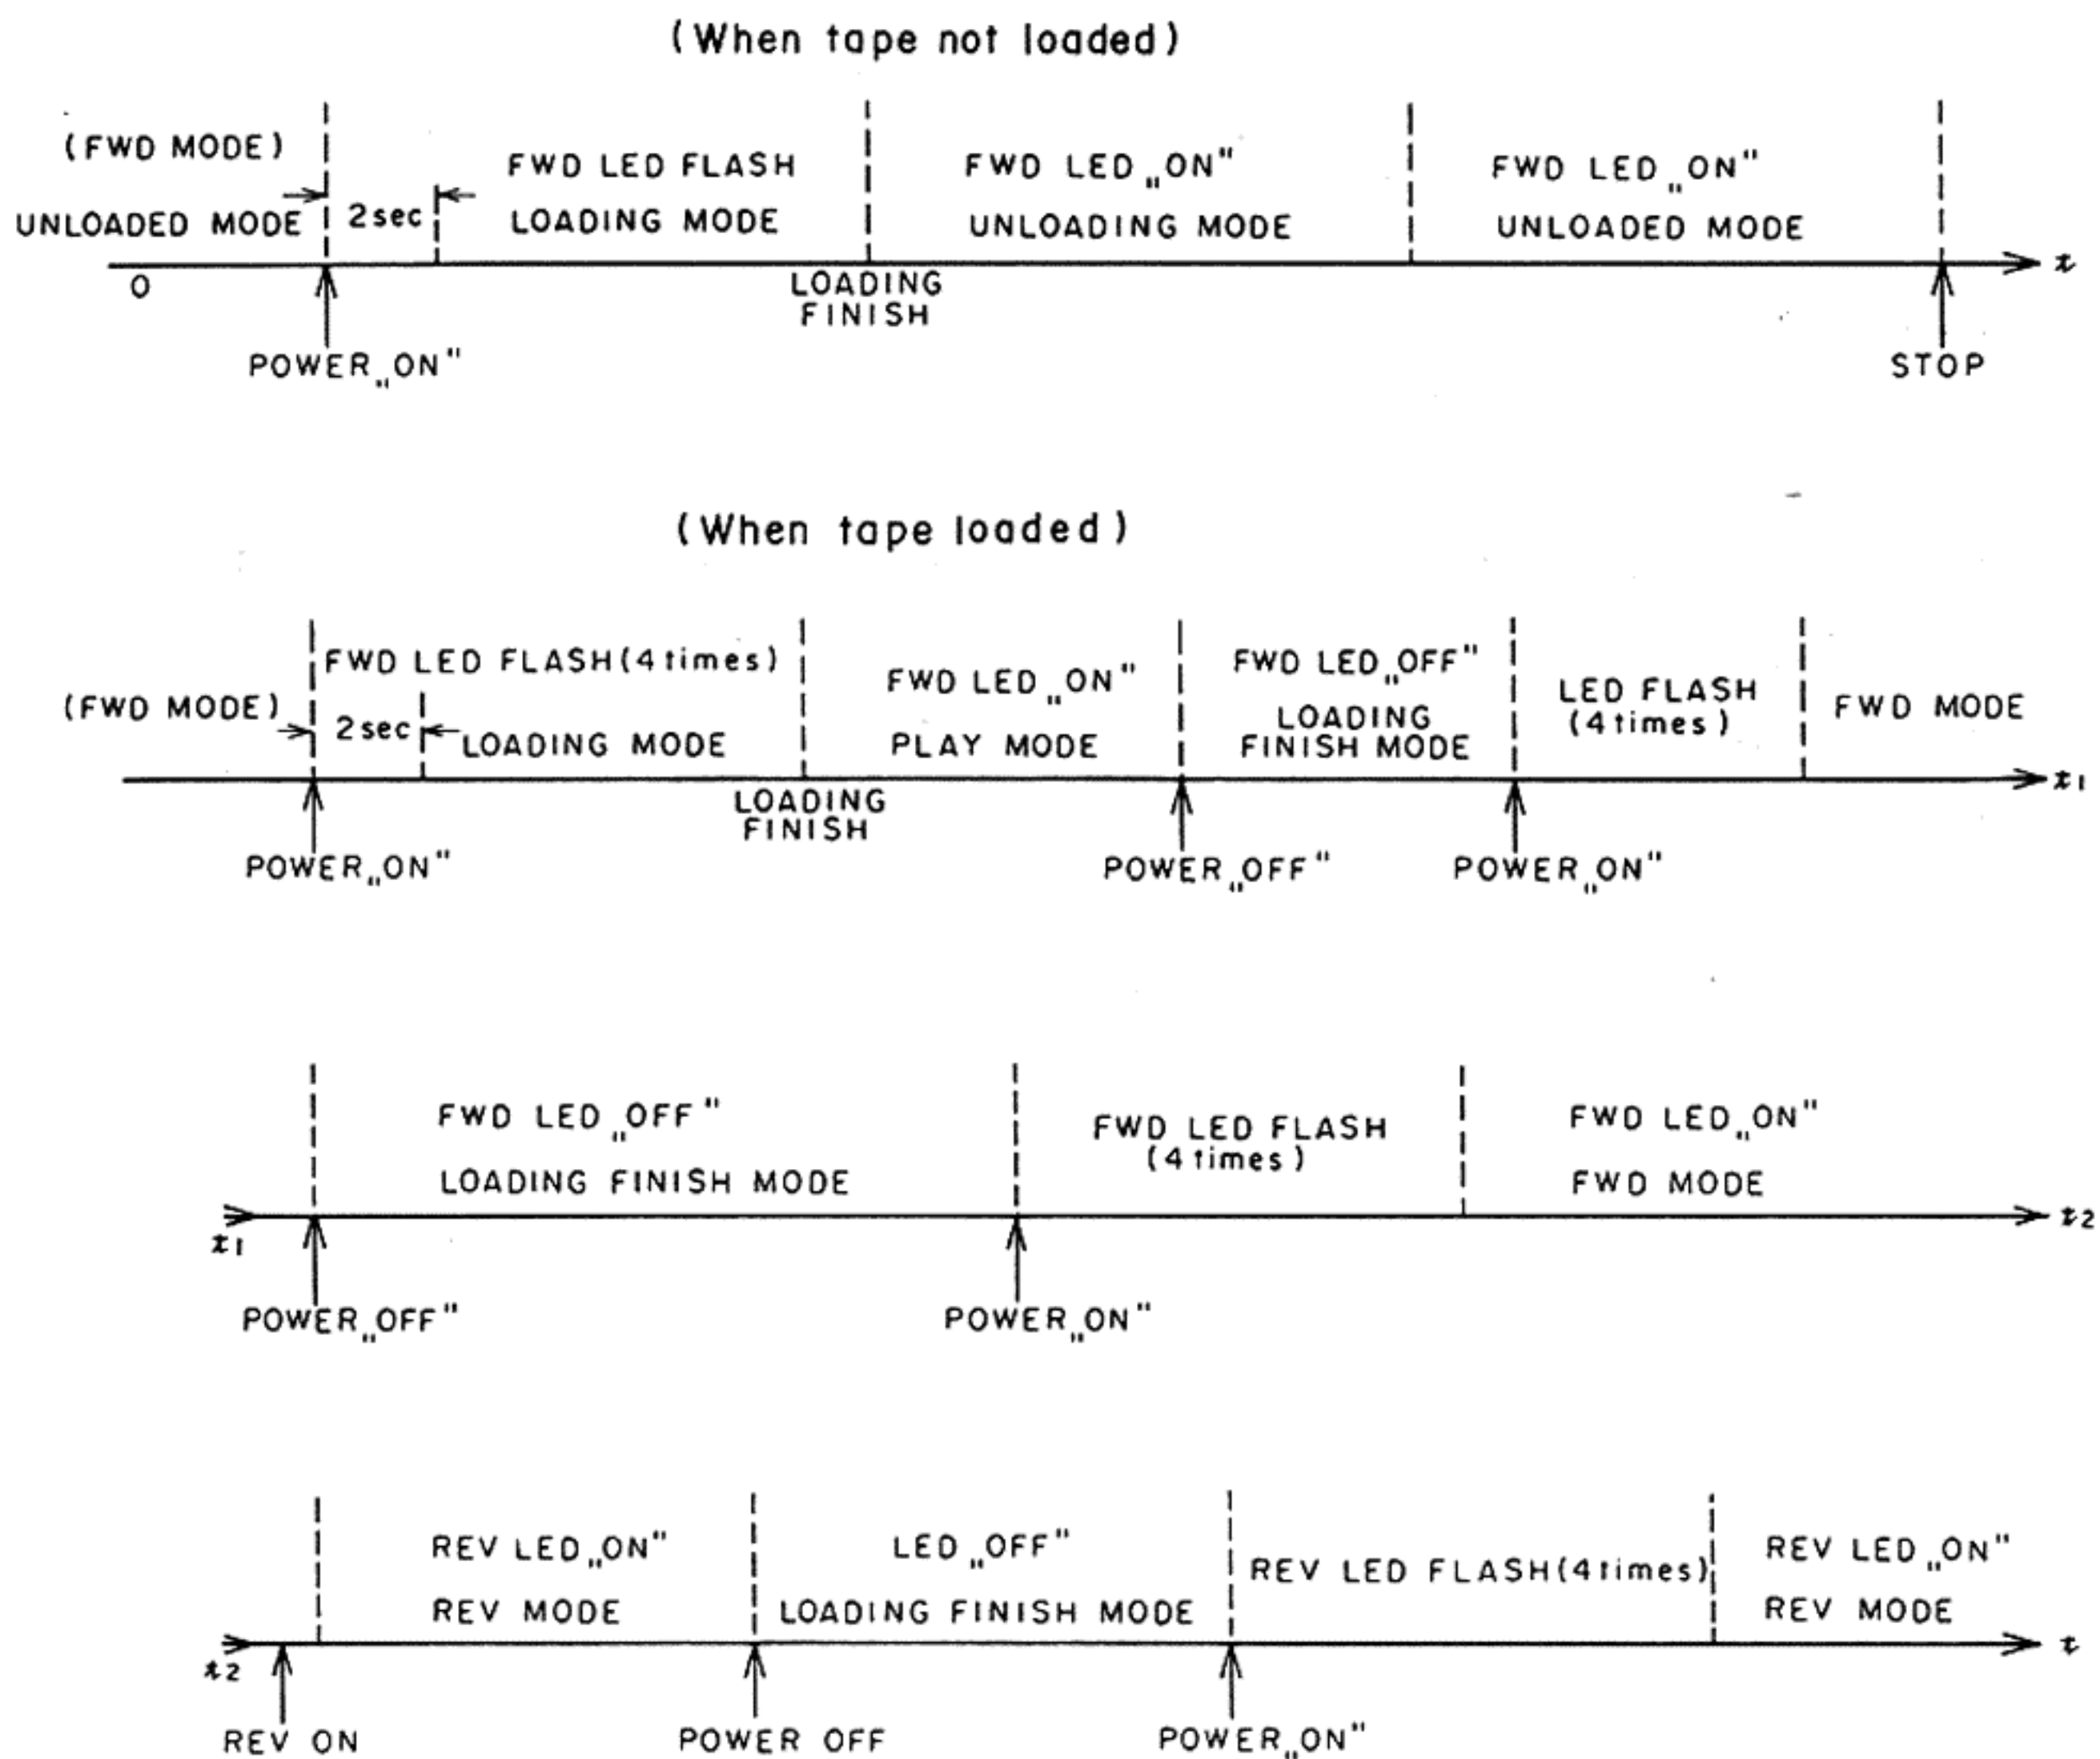 (When tape not loaded)
(FWD MODE)
UNLOADED MODE
2sec
FWD LED FLASH
LOADING MODE
FWD LED „ON"
UNLOADING MODE
FWD LED „ON"
UNLOADED MODE
0
t
LOADING
FINISH
POWER „ON"
STOP
(When tape loaded)
(FWD MODE)
FWD LED FLASH(4times)
2sec
LOADING MODE
FWD LED „ON"
PLAY MODE
FWD LED „OFF"
LOADING
FINISH MODE
LED FLASH
(4times)
FWD MODE
t1
LOADING
FINISH
POWER „ON"
POWER „OFF"
POWER „ON"
FWD LED „OFF"
LOADING FINISH MODE
FWD LED FLASH
(4times)
FWD LED „ON"
FWD MODE
t1
t2
POWER „OFF"
POWER „ON"
REV LED „ON"
REV MODE
LED „OFF"
LOADING FINISH MODE
REV LED FLASH(4times)
REV LED „ON"
REV MODE
t2
t
REV ON
POWER OFF
POWER „ON"